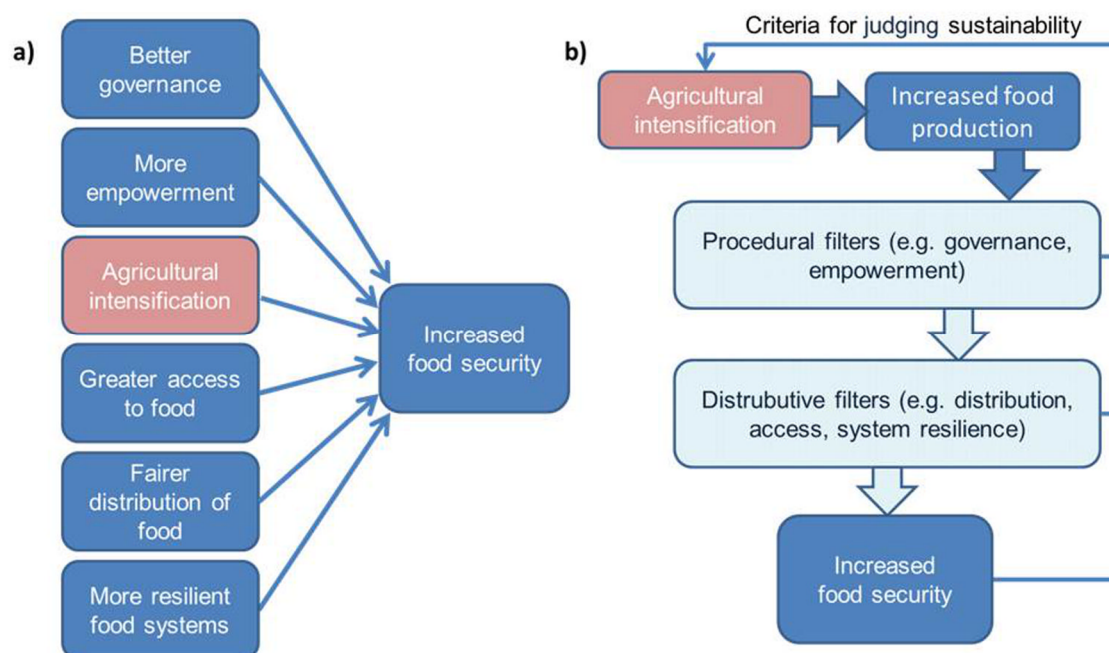 a)
Better
governance
More
empowerment
Agricultural
intensification
Greater access
to food
Fairer
distribution of
food
More resilient
food systems
Increased
food security
b)
Criteria for judging sustainability
Agricultural
intensification
Increased food
production
Procedural filters (e.g. governance,
empowerment)
Distrubutive filters (e.g. distribution,
access, system resilience)
Increased
food security